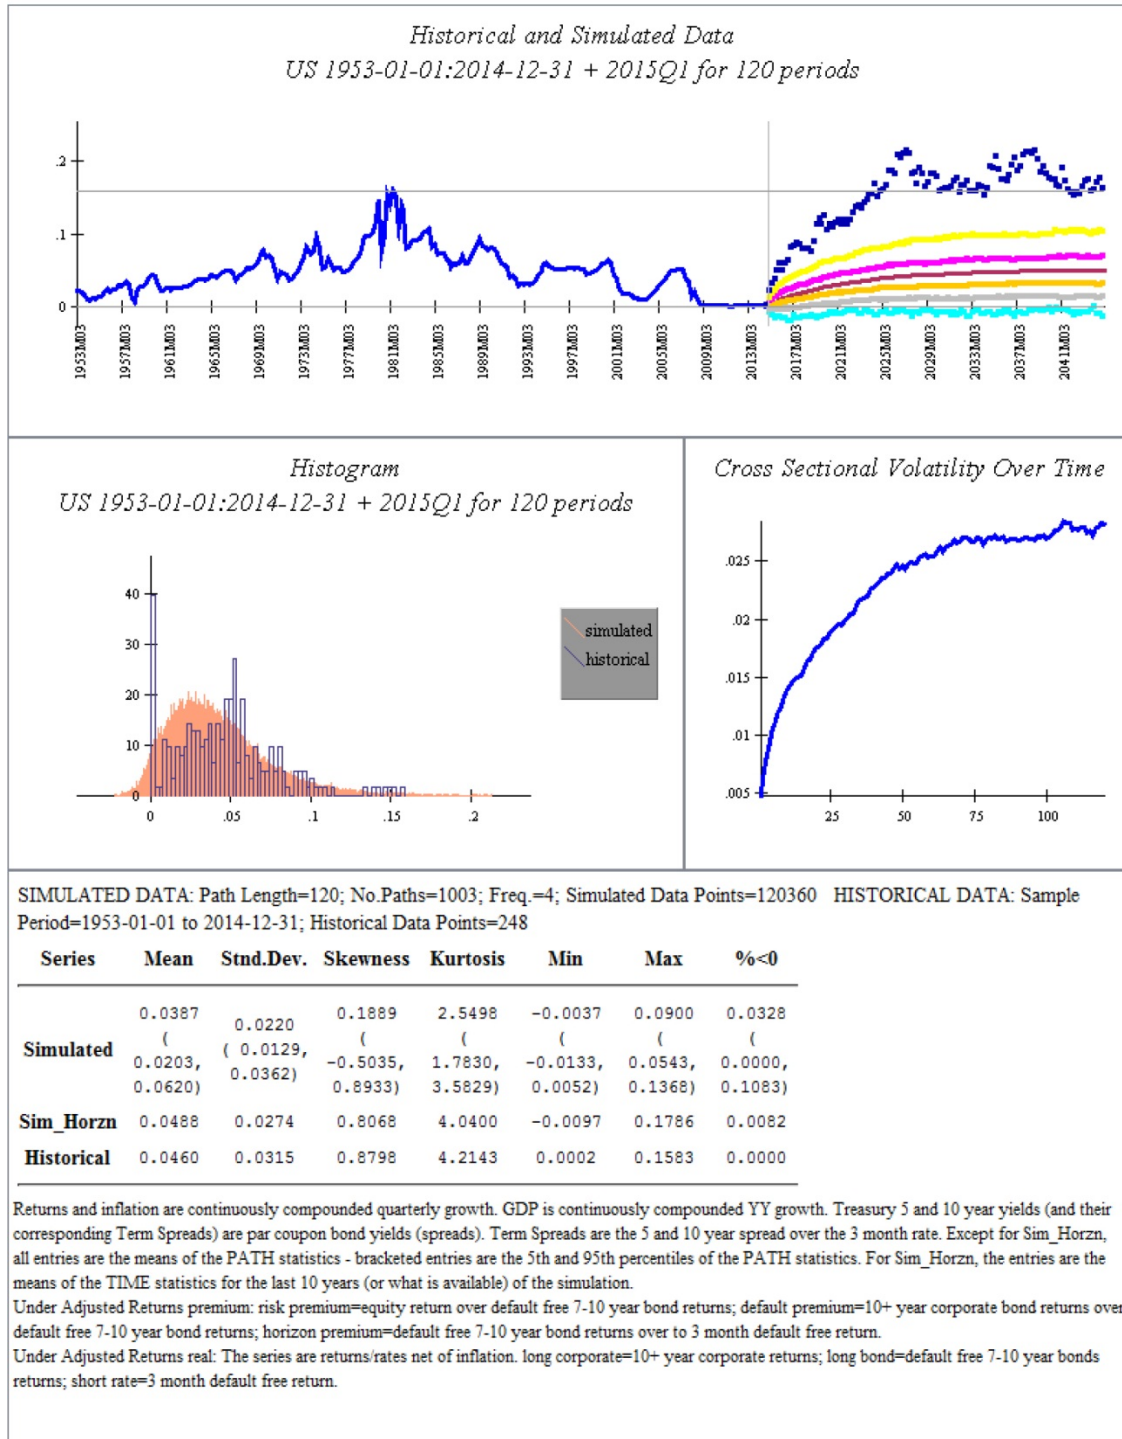 Historical and Simulated Data
US 1953-01-01:2014-12-31 + 2015Q1 for 120 periods
.2
.1
0
1953M03
1957M03
1961M03
1965M03
1969M03
1973M03
1977M03
1981M03
1985M03
1989M03
1993M03
1997M03
2001M03
2005M03
2009M03
2013M03
2017M03
2021M03
2025M03
2029M03
2033M03
2037M03
2041M03
Histogram
US 1953-01-01:2014-12-31 + 2015Q1 for 120 periods
40
30
20
10
0
0 .05 .1 .15 .2
simulated
historical
Cross Sectional Volatility Over Time
.025
.02
.015
.01
.005
25 50 75 100
SIMULATED DATA: Path Length=120; No.Paths=1003; Freq.=4; Simulated Data Points=120360 HISTORICAL DATA: Sample
Period=1953-01-01 to 2014-12-31; Historical Data Points=248
Series Mean Stnd.Dev. Skewness Kurtosis Min Max %<0
Simulated 0.0387 ( 0.0203, 0.0620) 0.0220 ( 0.0129, 0.0362) 0.1889 ( -0.5035, 0.8933) 2.5498 ( 1.7830, 3.5829) -0.0037 ( -0.0133, 0.0052) 0.0900 ( 0.0543, 0.1368) 0.0328 ( 0.0000, 0.1083)
Sim_Horzn 0.0488 0.0274 0.8068 4.0400 -0.0097 0.1786 0.0082
Historical 0.0460 0.0315 0.8798 4.2143 0.0002 0.1583 0.0000
Returns and inflation are continuously compounded quarterly growth. GDP is continuously compounded YY growth. Treasury 5 and 10 year yields (and their
corresponding Term Spreads) are par coupon bond yields (spreads). Term Spreads are the 5 and 10 year spread over the 3 month rate. Except for Sim_Horzn,
all entries are the means of the PATH statistics - bracketed entries are the 5th and 95th percentiles of the PATH statistics. For Sim_Horzn, the entries are the
means of the TIME statistics for the last 10 years (or what is available) of the simulation.
Under Adjusted Returns premium: risk premium=equity return over default free 7-10 year bond returns; default premium=10+ year corporate bond returns over
default free 7-10 year bond returns; horizon premium=default free 7-10 year bond returns over to 3 month default free return.
Under Adjusted Returns real: The series are returns/rates net of inflation. long corporate=10+ year corporate returns; long bond=default free 7-10 year bonds
returns; short rate=3 month default free return.